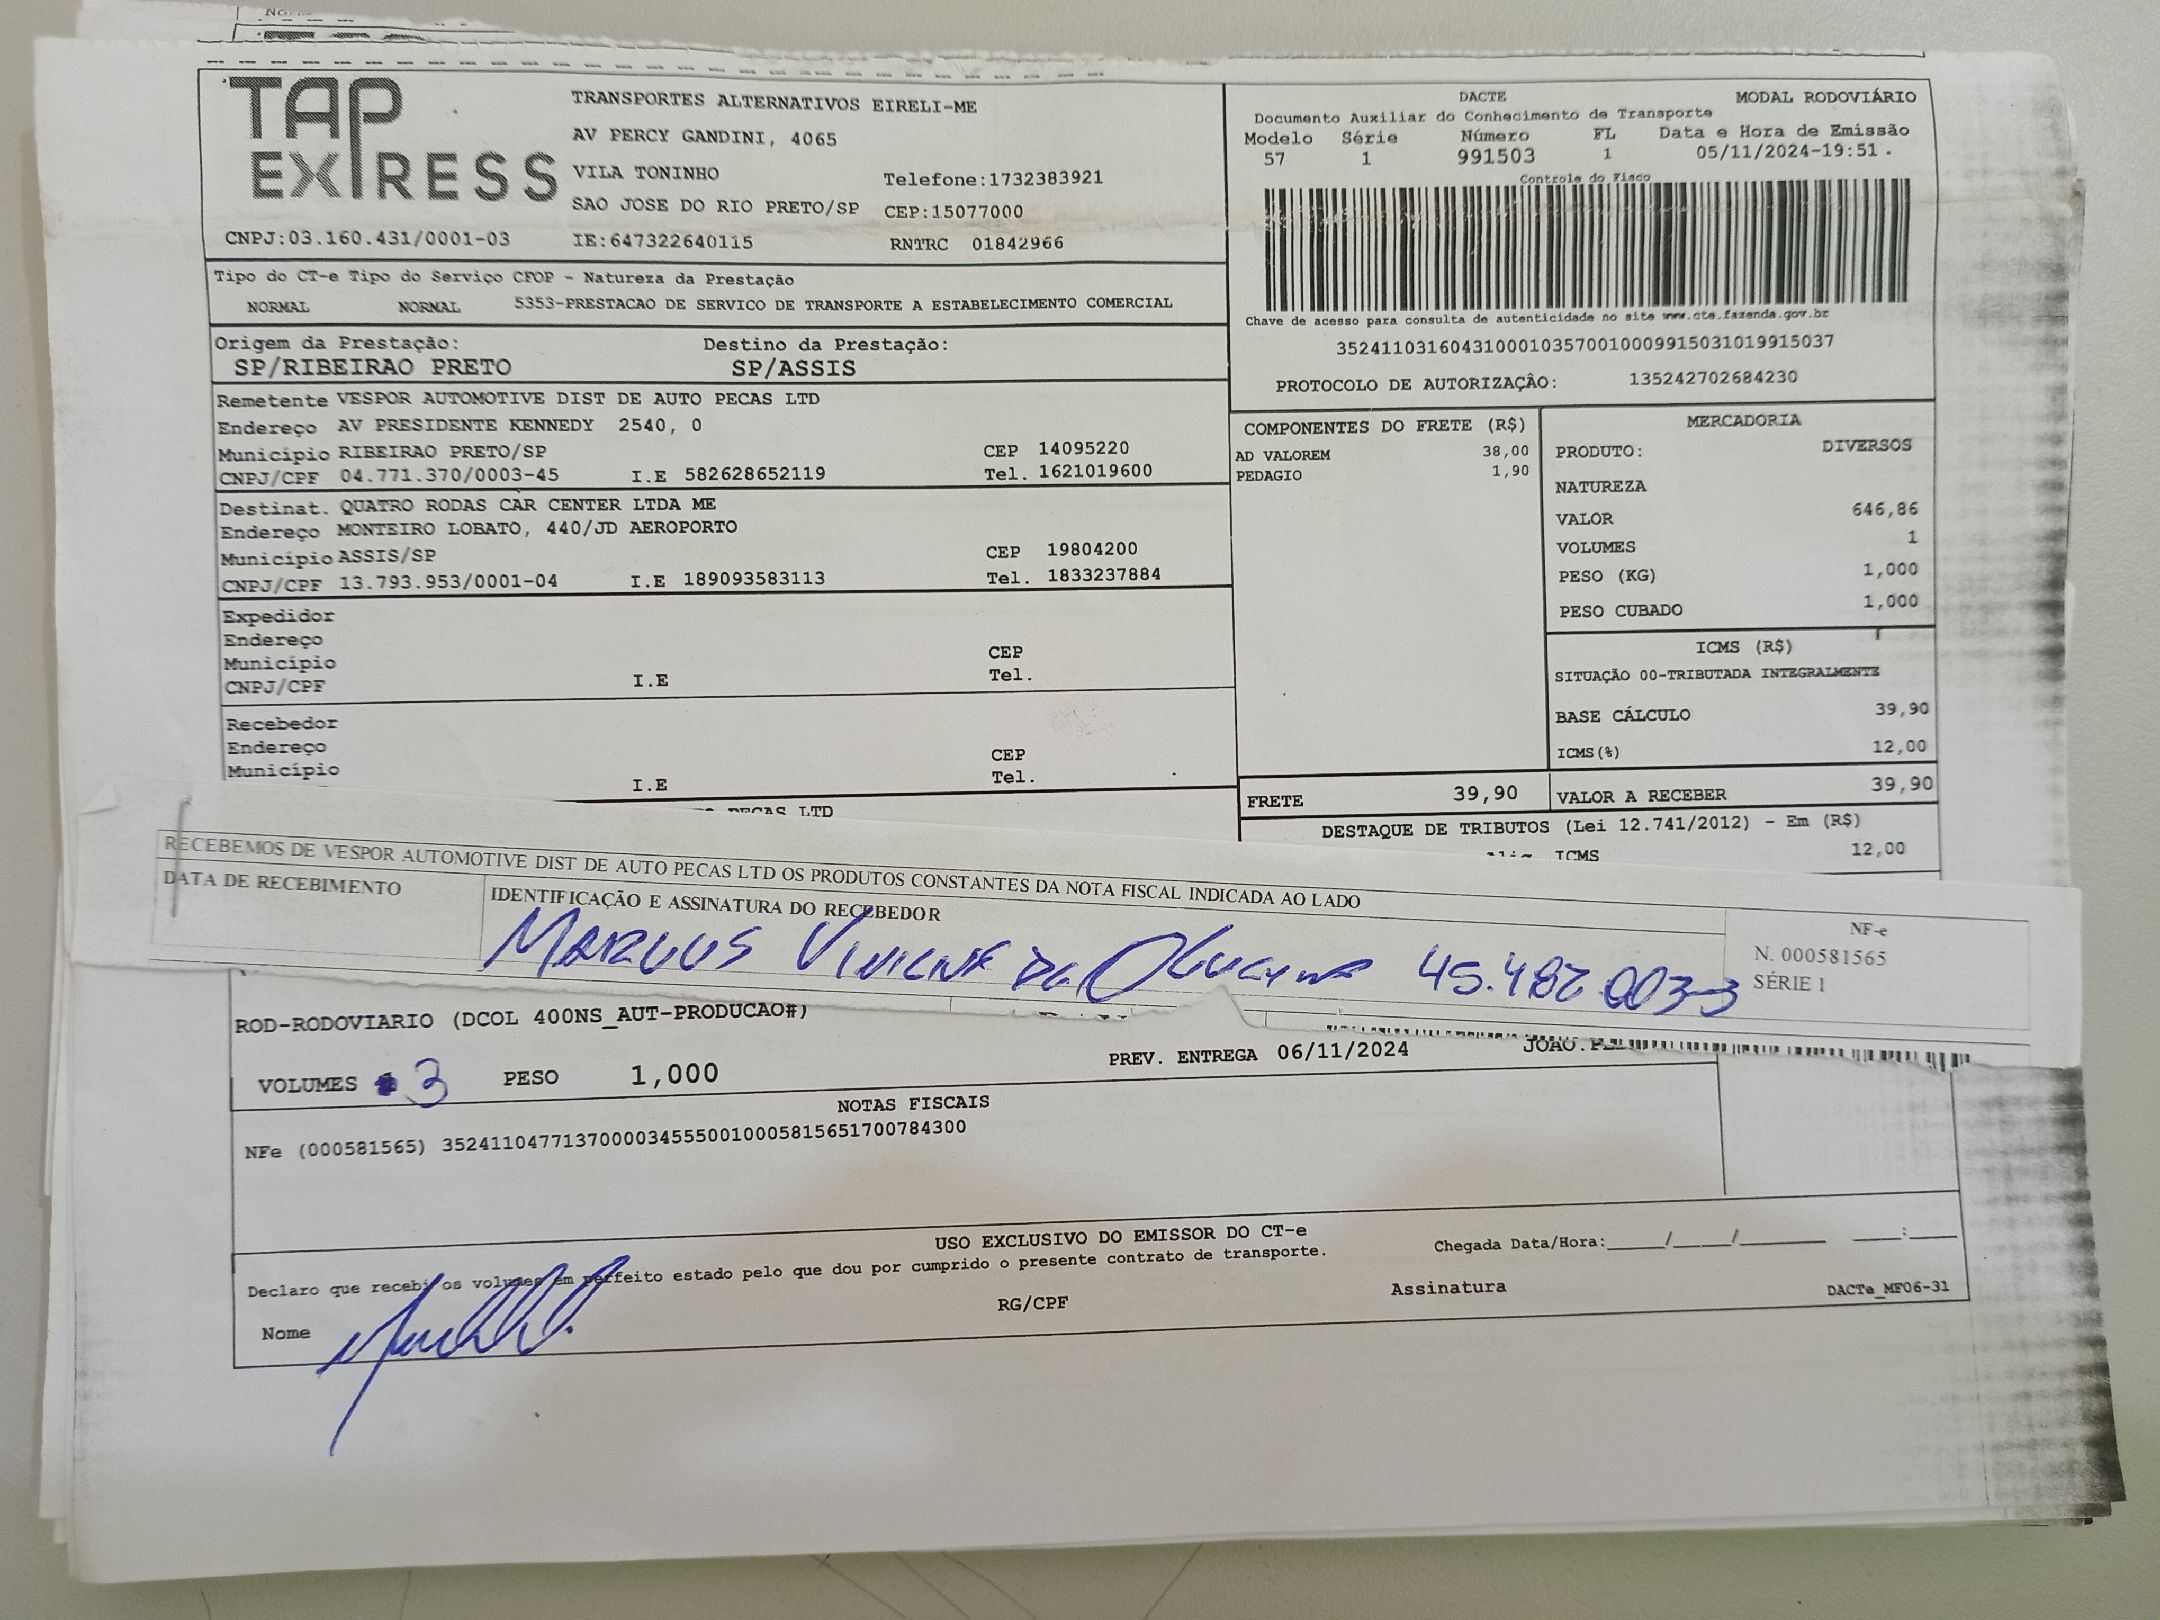 TAP EXPRESS
TRANSPORTES ALTERNATIVOS EIRELI-ME
AV PERCY GANDINI, 4065
VILA TONINHO Telefone:1732383921
SAO JOSE DO RIO PRETO/SP CEP:15077000
CNPJ:03.160.431/0001-03 IE:647322640115 RNTRC 01842966
DACTE MODAL RODOVIÁRIO
Documento Auxiliar do Conhecimento de Transporte
Modelo Série Número FL Data e Hora de Emissão
57 1 991503 1 05/11/2024-19:51.
Controle do Fisco
Chave de acesso para consulta de autenticidade no site www.cte.fazenda.gov.br
35241103160431000103570010009915031019915037
PROTOCOLO DE AUTORIZAÇÃO: 135242702684230
Tipo do CT-e Tipo do Serviço CFOP - Natureza da Prestação
NORMAL NORMAL 5353-PRESTACAO DE SERVICO DE TRANSPORTE A ESTABELECIMENTO COMERCIAL
Origem da Prestação: Destino da Prestação:
SP/RIBEIRAO PRETO SP/ASSIS
Remetente VESPOR AUTOMOTIVE DIST DE AUTO PECAS LTD
Endereço AV PRESIDENTE KENNEDY 2540, 0
Município RIBEIRAO PRETO/SP CEP 14095220
CNPJ/CPF 04.771.370/0003-45 I.E 582628652119 Tel. 1621019600
Destinat. QUATRO RODAS CAR CENTER LTDA ME
Endereço MONTEIRO LOBATO, 440/JD AEROPORTO
Município ASSIS/SP CEP 19804200
CNPJ/CPF 13.793.953/0001-04 I.E 189093583113 Tel. 1833237884
Expedidor
Endereço
Município CEP
CNPJ/CPF I.E Tel.
Recebedor
Endereço
Município CEP
I.E Tel.
PECAS LTD
COMPONENTES DO FRETE (R$)
AD VALOREM 38,00
PEDAGIO 1,90
MERCADORIA
PRODUTO: DIVERSOS
NATUREZA
VALOR 646,86
VOLUMES 1
PESO (KG) 1,000
PESO CUBADO 1,000
ICMS (R$)
SITUAÇÃO 00-TRIBUTADA INTEGRALMENTE
BASE CÁLCULO 39,90
ICMS(%) 12,00
FRETE 39,90 VALOR A RECEBER 39,90
DESTAQUE DE TRIBUTOS (Lei 12.741/2012) - Em (R$)
ICMS 12,00
RECEBEMOS DE VESPOR AUTOMOTIVE DIST DE AUTO PECAS LTD OS PRODUTOS CONSTANTES DA NOTA FISCAL INDICADA AO LADO
DATA DE RECEBIMENTO IDENTIFICAÇÃO E ASSINATURA DO RECEBEDOR
MARCUS
NF-e
N. 000581565
SÉRIE 1
ROD-RODOVIARIO (DCOL 400NS_AUT-PRODUCAO#)
PREV. ENTREGA 06/11/2024 JOAO.
VOLUMES 3 PESO 1,000
NOTAS FISCAIS
NFe (000581565) 35241104771370000345550010005815651700784300
USO EXCLUSIVO DO EMISSOR DO CT-e
Declaro que recebi os volumes em perfeito estado pelo que dou por cumprido o presente contrato de transporte.
Chegada Data/Hora:_____/_____/_______ ____:____
Nome RG/CPF Assinatura DACTe_MF06-31